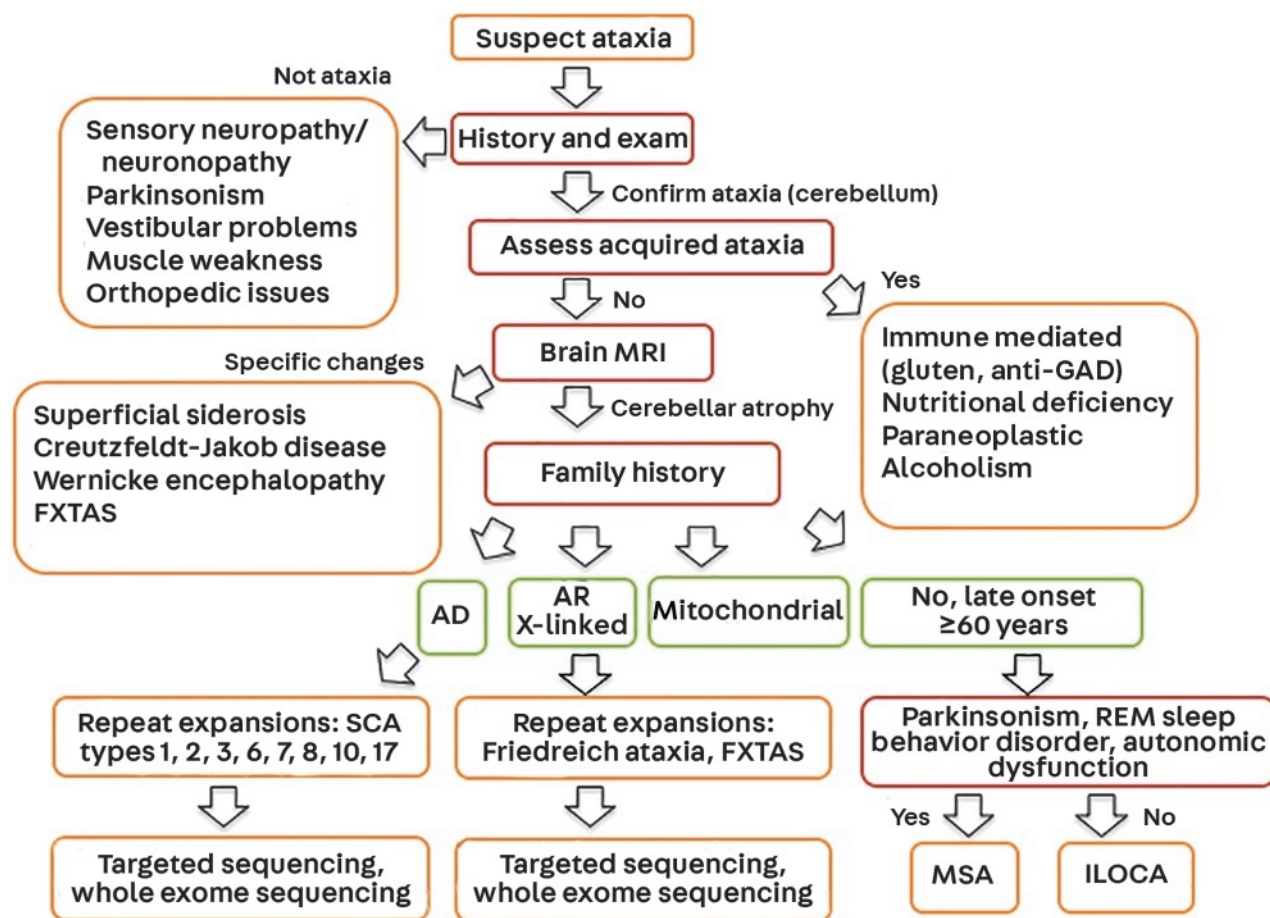 Suspect ataxia
Not ataxia
Sensory neuropathy/
neuronopathy
Parkinsonism
Vestibular problems
Muscle weakness
Orthopedic issues
History and exam
Confirm ataxia (cerebellum)
Assess acquired ataxia
Yes
No
Immune mediated
(gluten, anti-GAD)
Nutritional deficiency
Paraneoplastic
Alcoholism
Brain MRI
Specific changes
Superficial siderosis
Creutzfeldt-Jakob disease
Wernicke encephalopathy
FXTAS
Cerebellar atrophy
Family history
AD
AR
X-linked
Mitochondrial
No, late onset
≥60 years
Repeat expansions: SCA
types 1, 2, 3, 6, 7, 8, 10, 17
Repeat expansions:
Friedreich ataxia, FXTAS
Parkinsonism, REM sleep
behavior disorder, autonomic
dysfunction
Yes
No
Targeted sequencing,
whole exome sequencing
Targeted sequencing,
whole exome sequencing
MSA
ILOCA